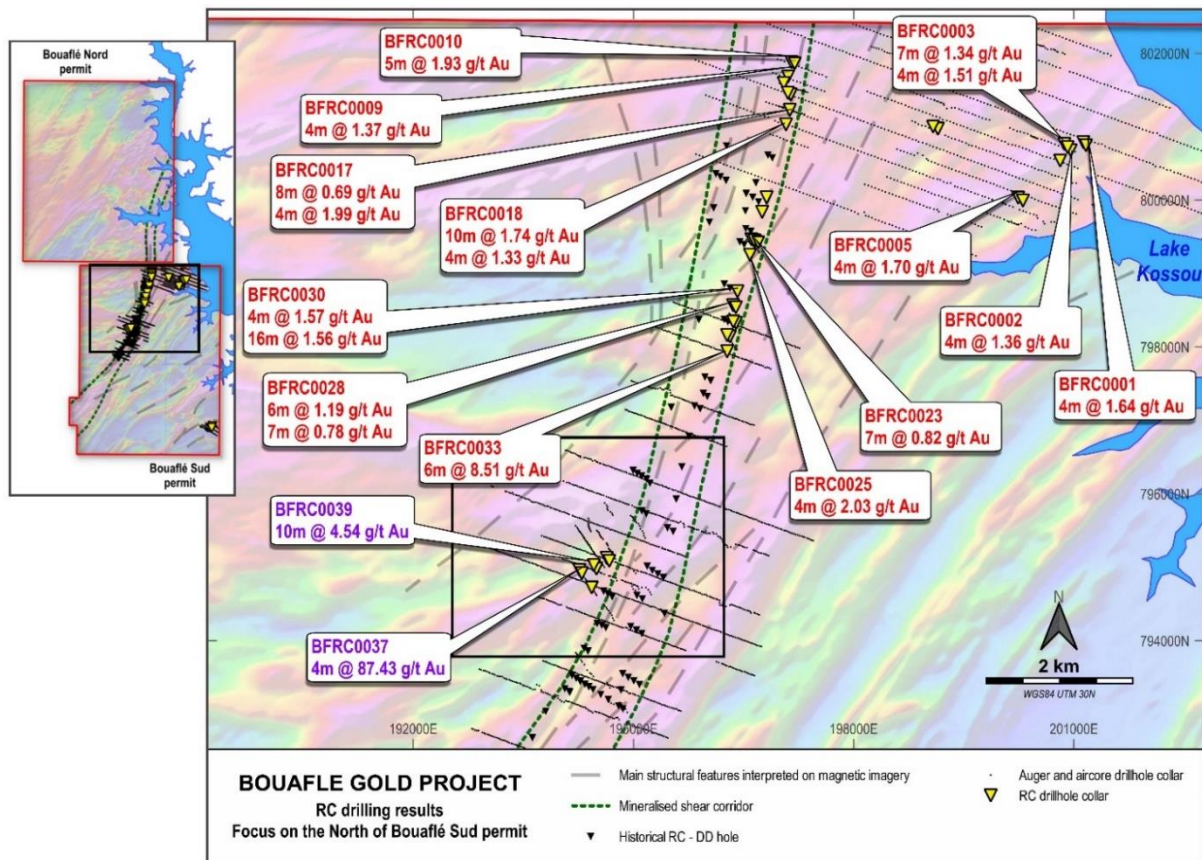 Bouaflé Nord
permit
Bouaflé Sud
permit
BFRC0010
5m @ 1.93 g/t Au
BFRC0009
4m @ 1.37 g/t Au
BFRC0017
8m @ 0.69 g/t Au
4m @ 1.99 g/t Au
BFRC0018
10m @ 1.74 g/t Au
4m @ 1.33 g/t Au
BFRC0003
7m @ 1.34 g/t Au
4m @ 1.51 g/t Au
BFRC0005
4m @ 1.70 g/t Au
BFRC0030
4m @ 1.57 g/t Au
16m @ 1.56 g/t Au
BFRC0002
4m @ 1.36 g/t Au
BFRC0001
4m @ 1.64 g/t Au
BFRC0028
6m @ 1.19 g/t Au
7m @ 0.78 g/t Au
BFRC0023
7m @ 0.82 g/t Au
BFRC0033
6m @ 8.51 g/t Au
BFRC0025
4m @ 2.03 g/t Au
BFRC0039
10m @ 4.54 g/t Au
BFRC0037
4m @ 87.43 g/t Au
Lake
Kossou
802000N
800000N
798000N
796000N
794000N
192000E
195000E
198000E
201000E
N
2 km
WGS84 UTM 30N
BOUAFLE GOLD PROJECT
RC drilling results
Focus on the North of Bouaflé Sud permit
Main structural features interpreted on magnetic imagery
Mineralised shear corridor
Historical RC - DD hole
Auger and aircore drillhole collar
RC drillhole collar